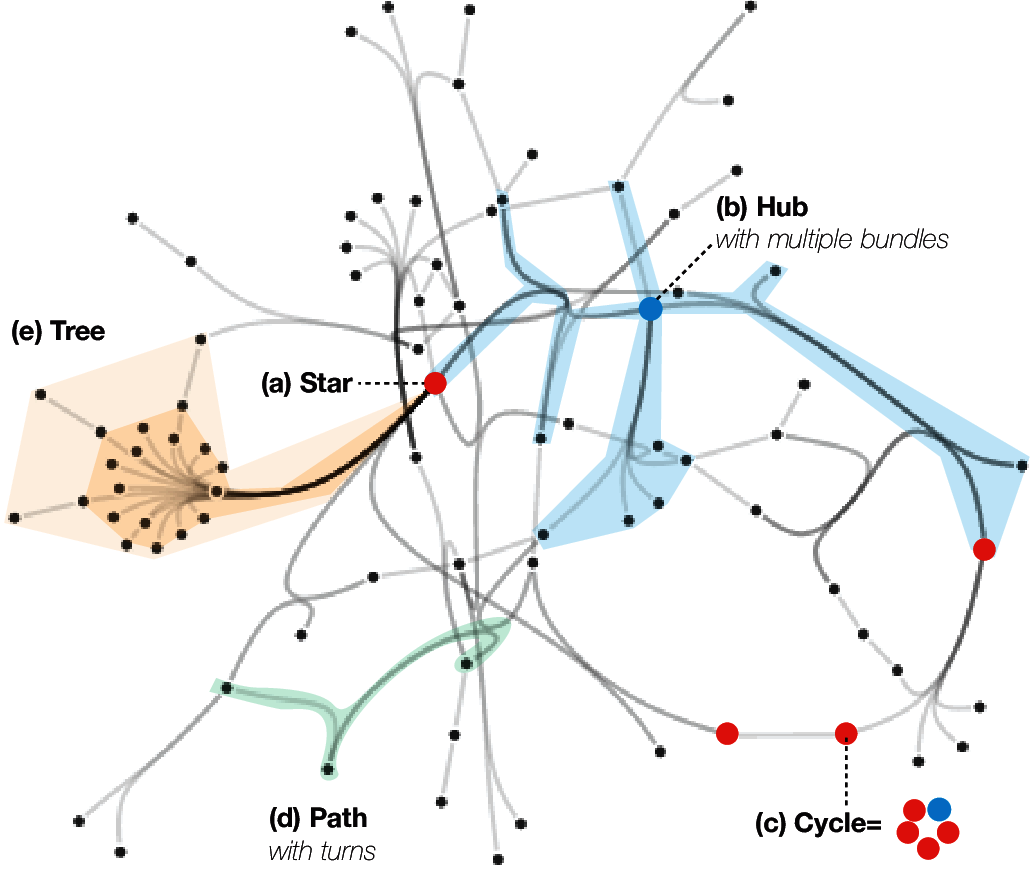 (b) Hub
with multiple bundles
(e) Tree
(a) Star
(d) Path
with turns
(c) Cycle=